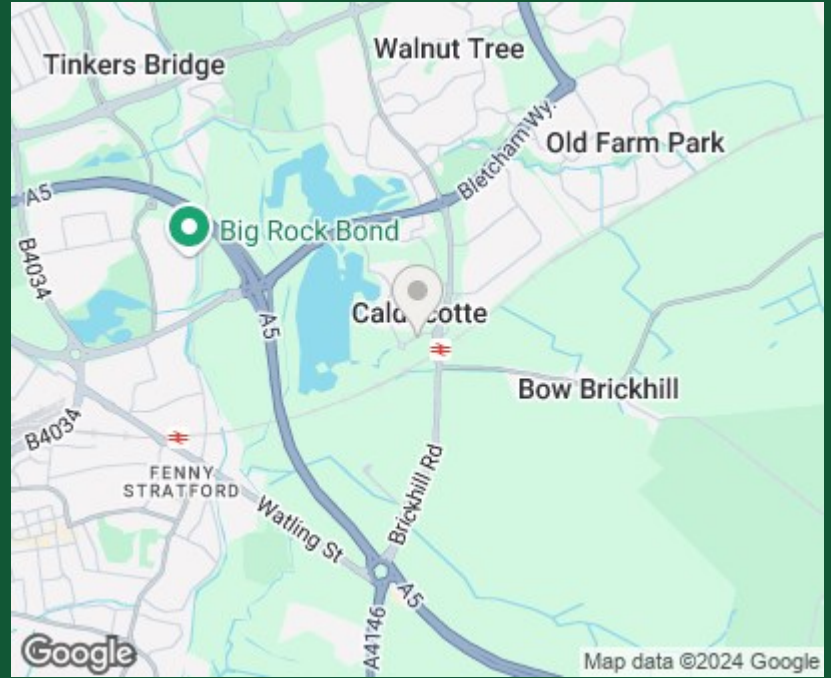 Walnut Tree
Tinkers Bridge
Old Farm Park
Bletcham Wy.
A5
Big Rock Bond
B4034
A5
Bow Brickhill
B4034
FENNY
STRATFORD
Brickhill Rd
Watling St
A5
A4146
Google
Map data ©2024 Google